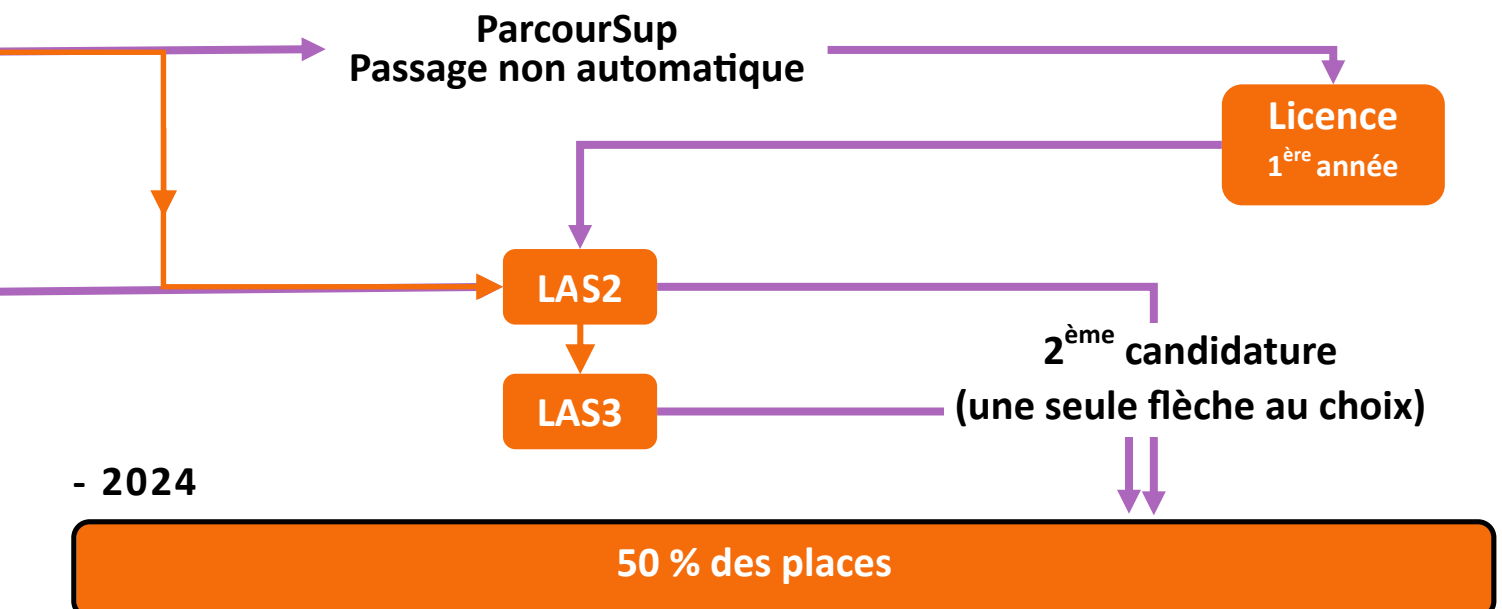 ParcourSup
Passage non automatique
Licence
1ère année
LAS2
2ème candidature
(une seule flèche au choix)
LAS3
- 2024
50 % des places